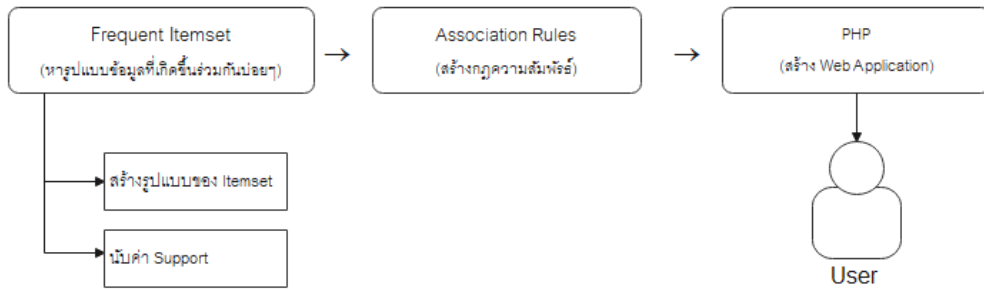 Frequent Itemset
(หารูปแบบข้อมูลที่เกิดขึ้นร่วมกันบ่อยๆ)
Association Rules
(สร้างกฎความสัมพัธธ์)
PHP
(สร้าง Web Application)
สร้างรูปแบบของ Itemset
นับค่า Support
User